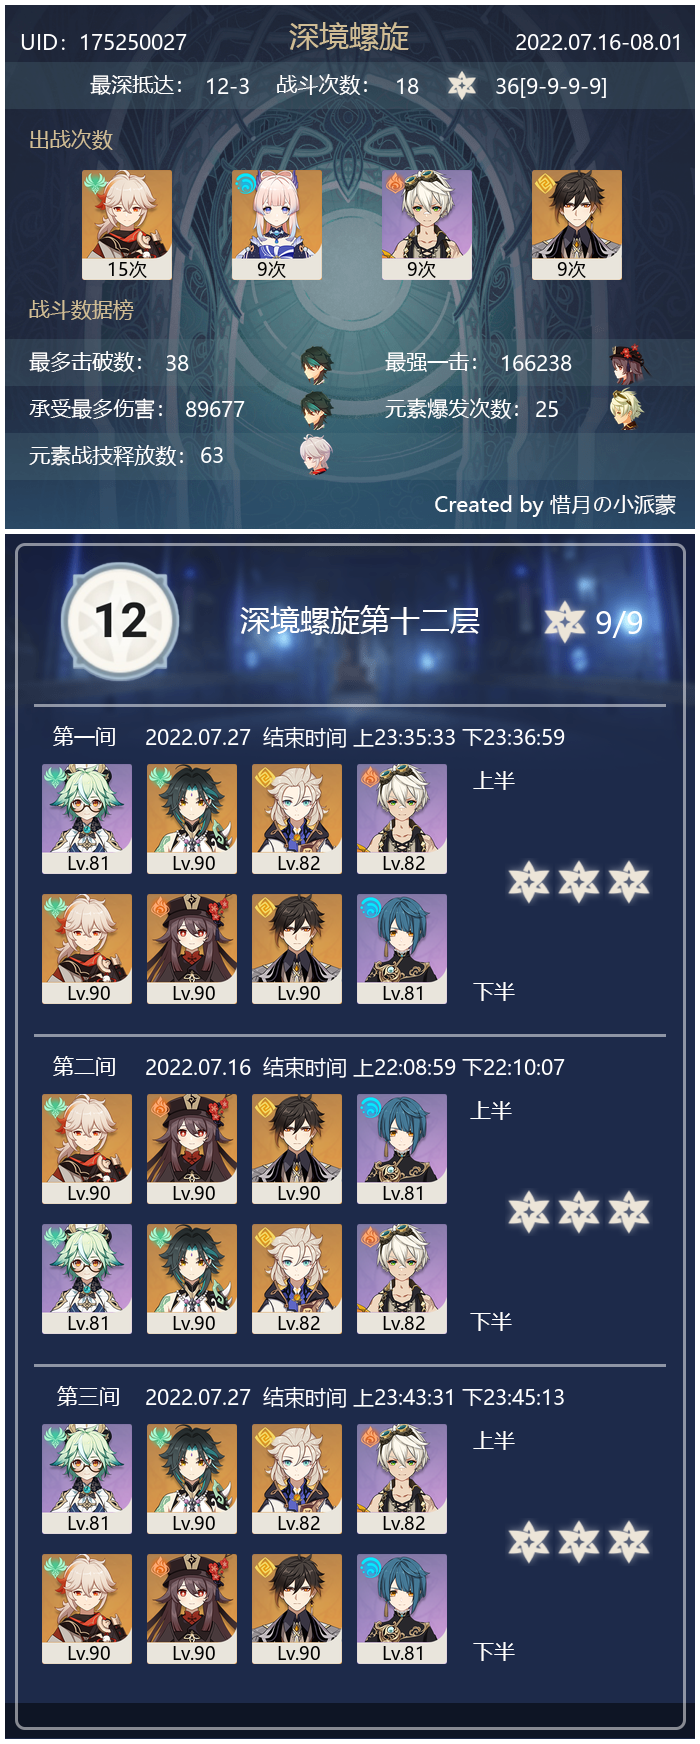 UID：175250027 深境螺旋 2022.07.16-08.01
最深抵达： 12-3 战斗次数： 18 36[9-9-9-9]
出战次数
15次 9次 9次 9次
战斗数据榜
最多击破数： 38 最强一击： 166238
承受最多伤害： 89677 元素爆发次数： 25
元素战技释放数： 63
Created by 惜月の小派蒙
12 深境螺旋第十二层 9/9
第一间 2022.07.27 结束时间 上23:35:33 下23:36:59
上半
Lv.81 Lv.90 Lv.82 Lv.82
Lv.90 Lv.90 Lv.90 Lv.81
下半
第二间 2022.07.16 结束时间 上22:08:59 下22:10:07
上半
Lv.90 Lv.90 Lv.90 Lv.81
Lv.81 Lv.90 Lv.82 Lv.82
下半
第三间 2022.07.27 结束时间 上23:43:31 下23:45:13
上半
Lv.81 Lv.90 Lv.82 Lv.82
Lv.90 Lv.90 Lv.90 Lv.81
下半